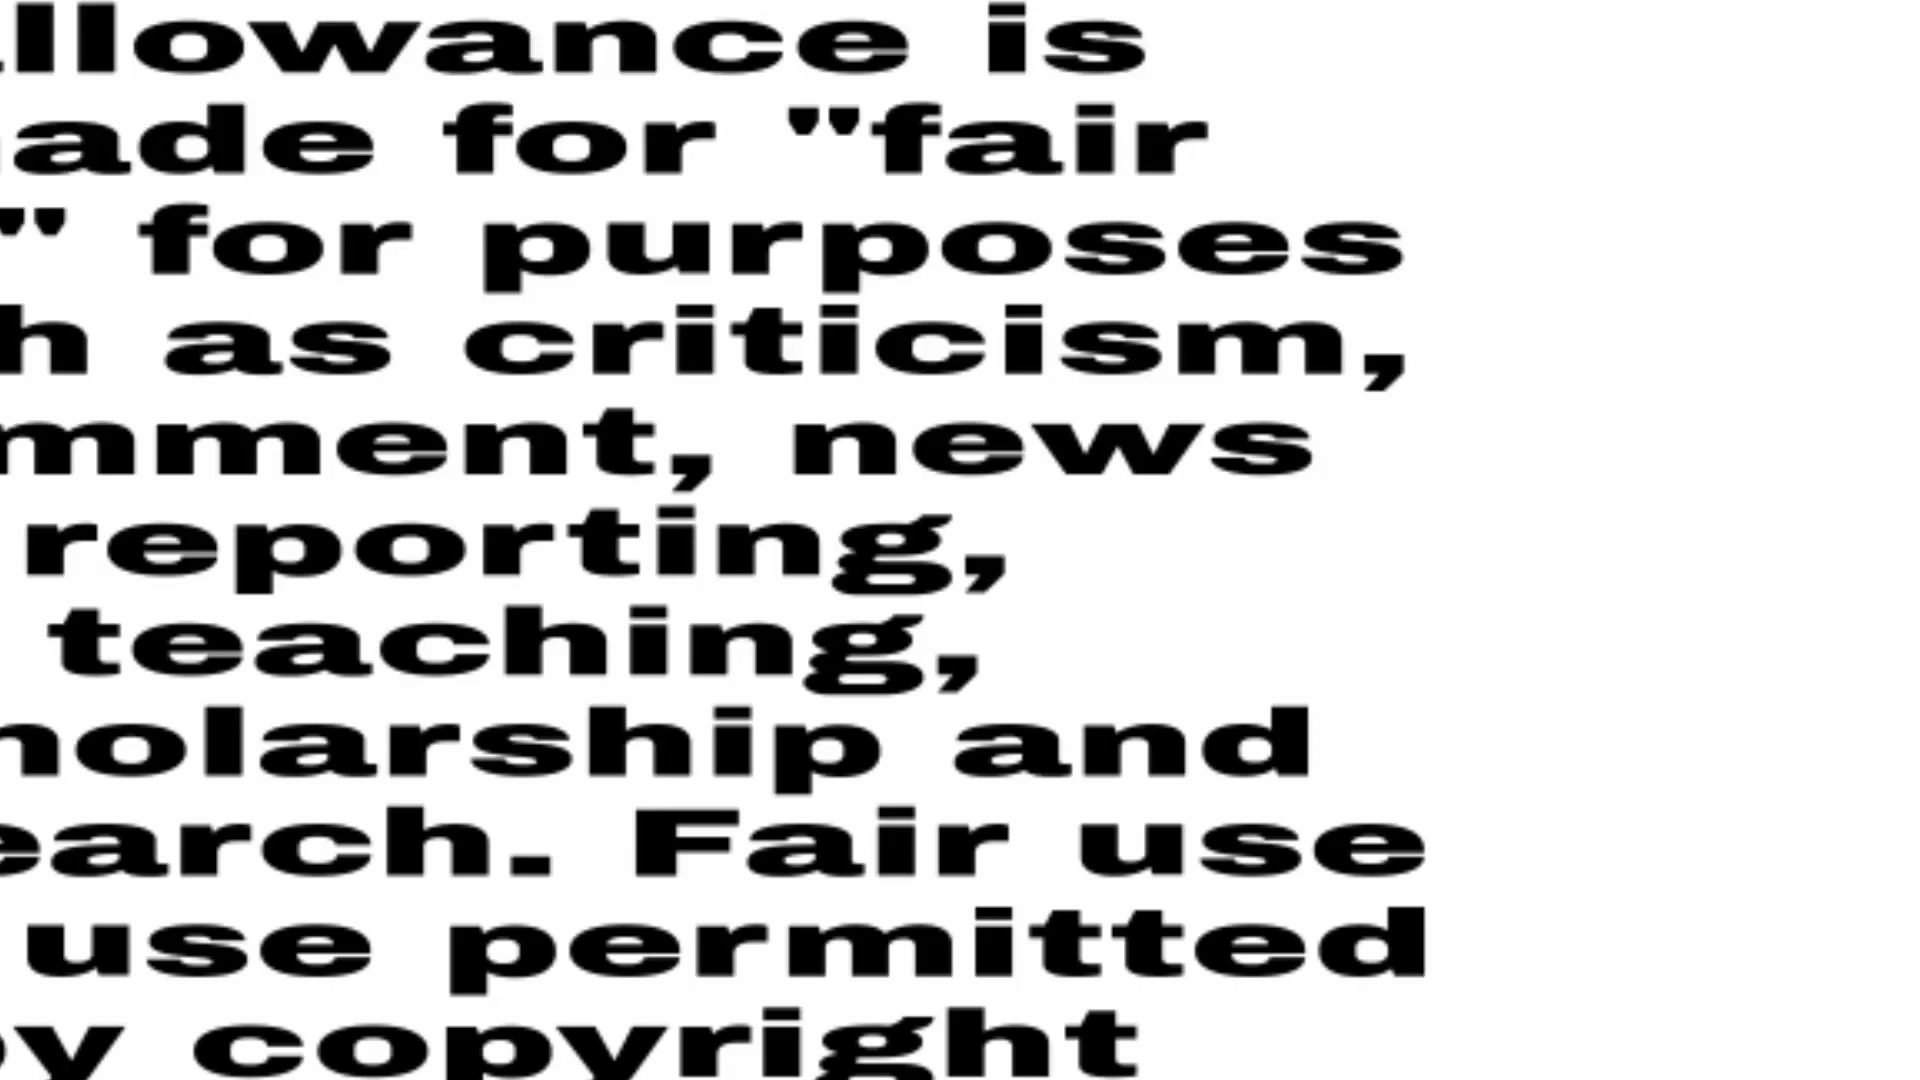 llowance is
ade for "fair
" for purposes
h as criticism,
mment, news
reporting,
teaching,
holarship and
earch. Fair use
use permitted
by copyright